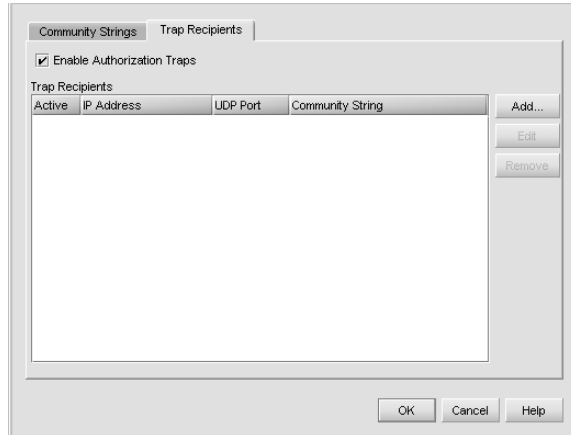 Community Strings Trap Recipients
Enable Authorization Traps
Trap Recipients
Active IP Address UDP Port Community String
Add...
Edit
Remove
OK Cancel Help